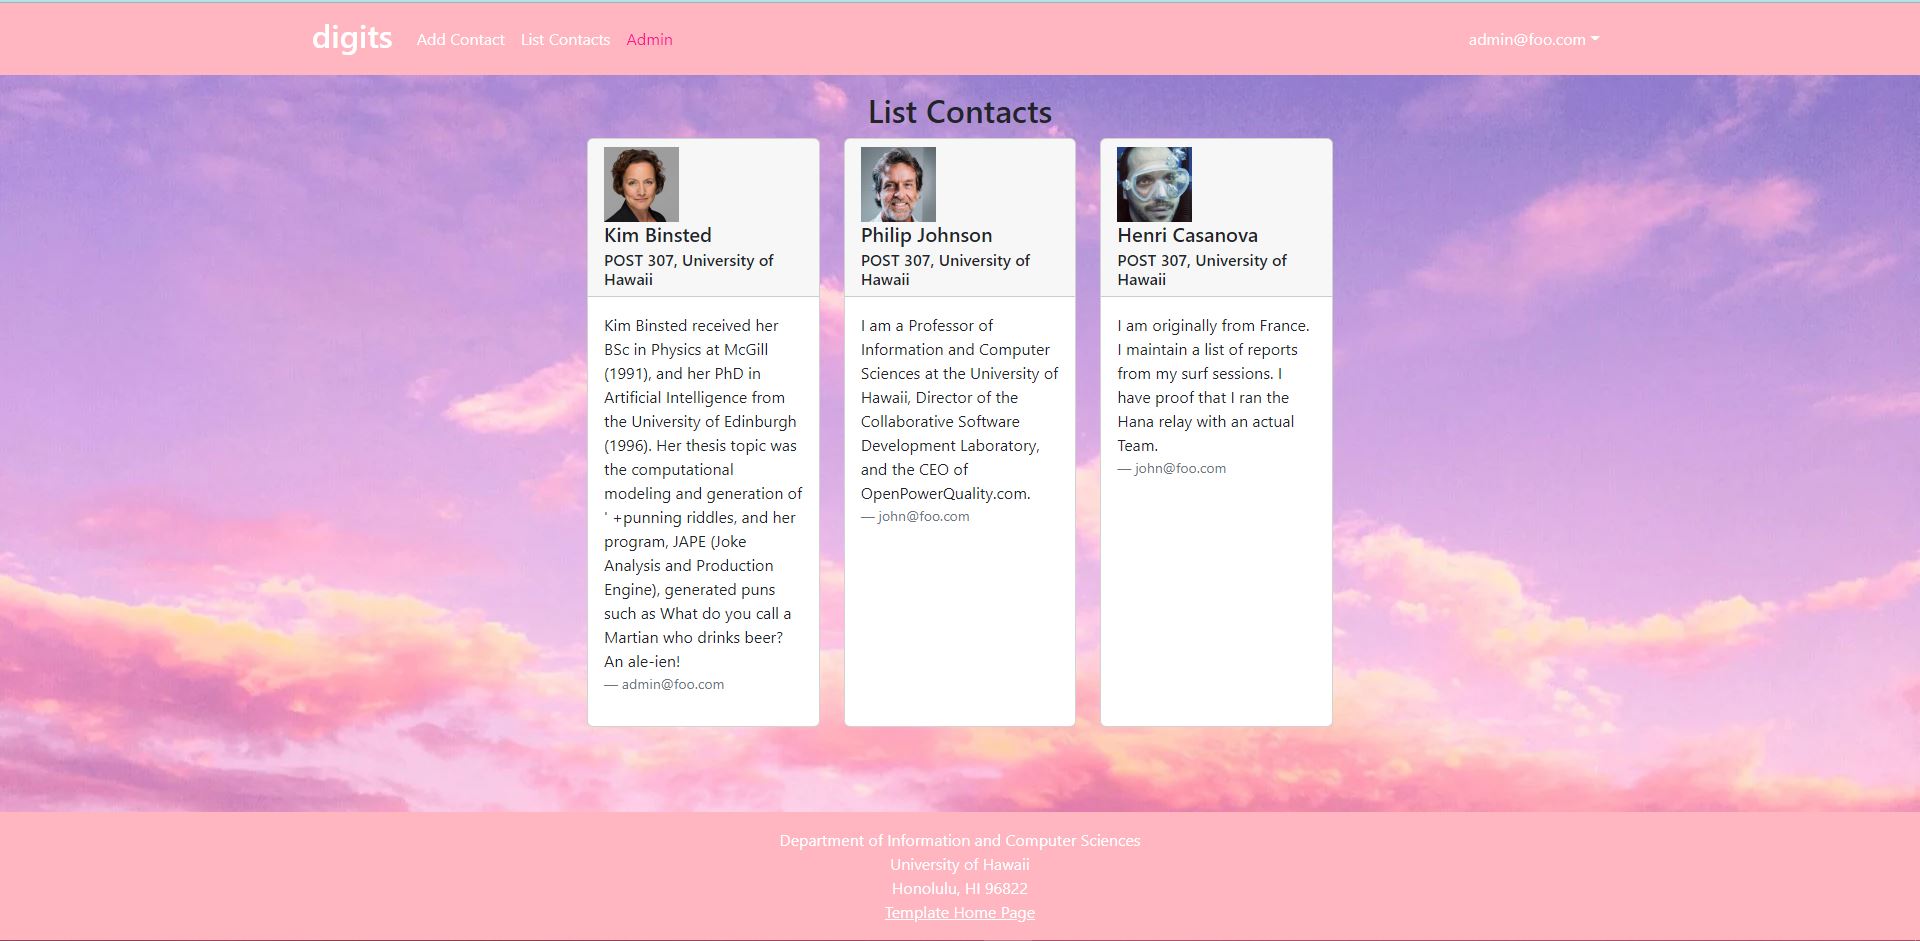 digits Add Contact List Contacts Admin admin@foo.com
List Contacts
Kim Binsted
POST 307, University of
Hawaii
Kim Binsted received her
BSc in Physics at McGill
(1991), and her PhD in
Artificial Intelligence from
the University of Edinburgh
(1996). Her thesis topic was
the computational
modeling and generation of
' +punning riddles, and her
program, JAPE (Joke
Analysis and Production
Engine), generated puns
such as What do you call a
Martian who drinks beer?
An ale-ien!
— admin@foo.com
Philip Johnson
POST 307, University of
Hawaii
I am a Professor of
Information and Computer
Sciences at the University of
Hawaii, Director of the
Collaborative Software
Development Laboratory,
and the CEO of
OpenPowerQuality.com.
— john@foo.com
Henri Casanova
POST 307, University of
Hawaii
I am originally from France.
I maintain a list of reports
from my surf sessions. I
have proof that I ran the
Hana relay with an actual
Team.
— john@foo.com
Department of Information and Computer Sciences
University of Hawaii
Honolulu, HI 96822
Template Home Page